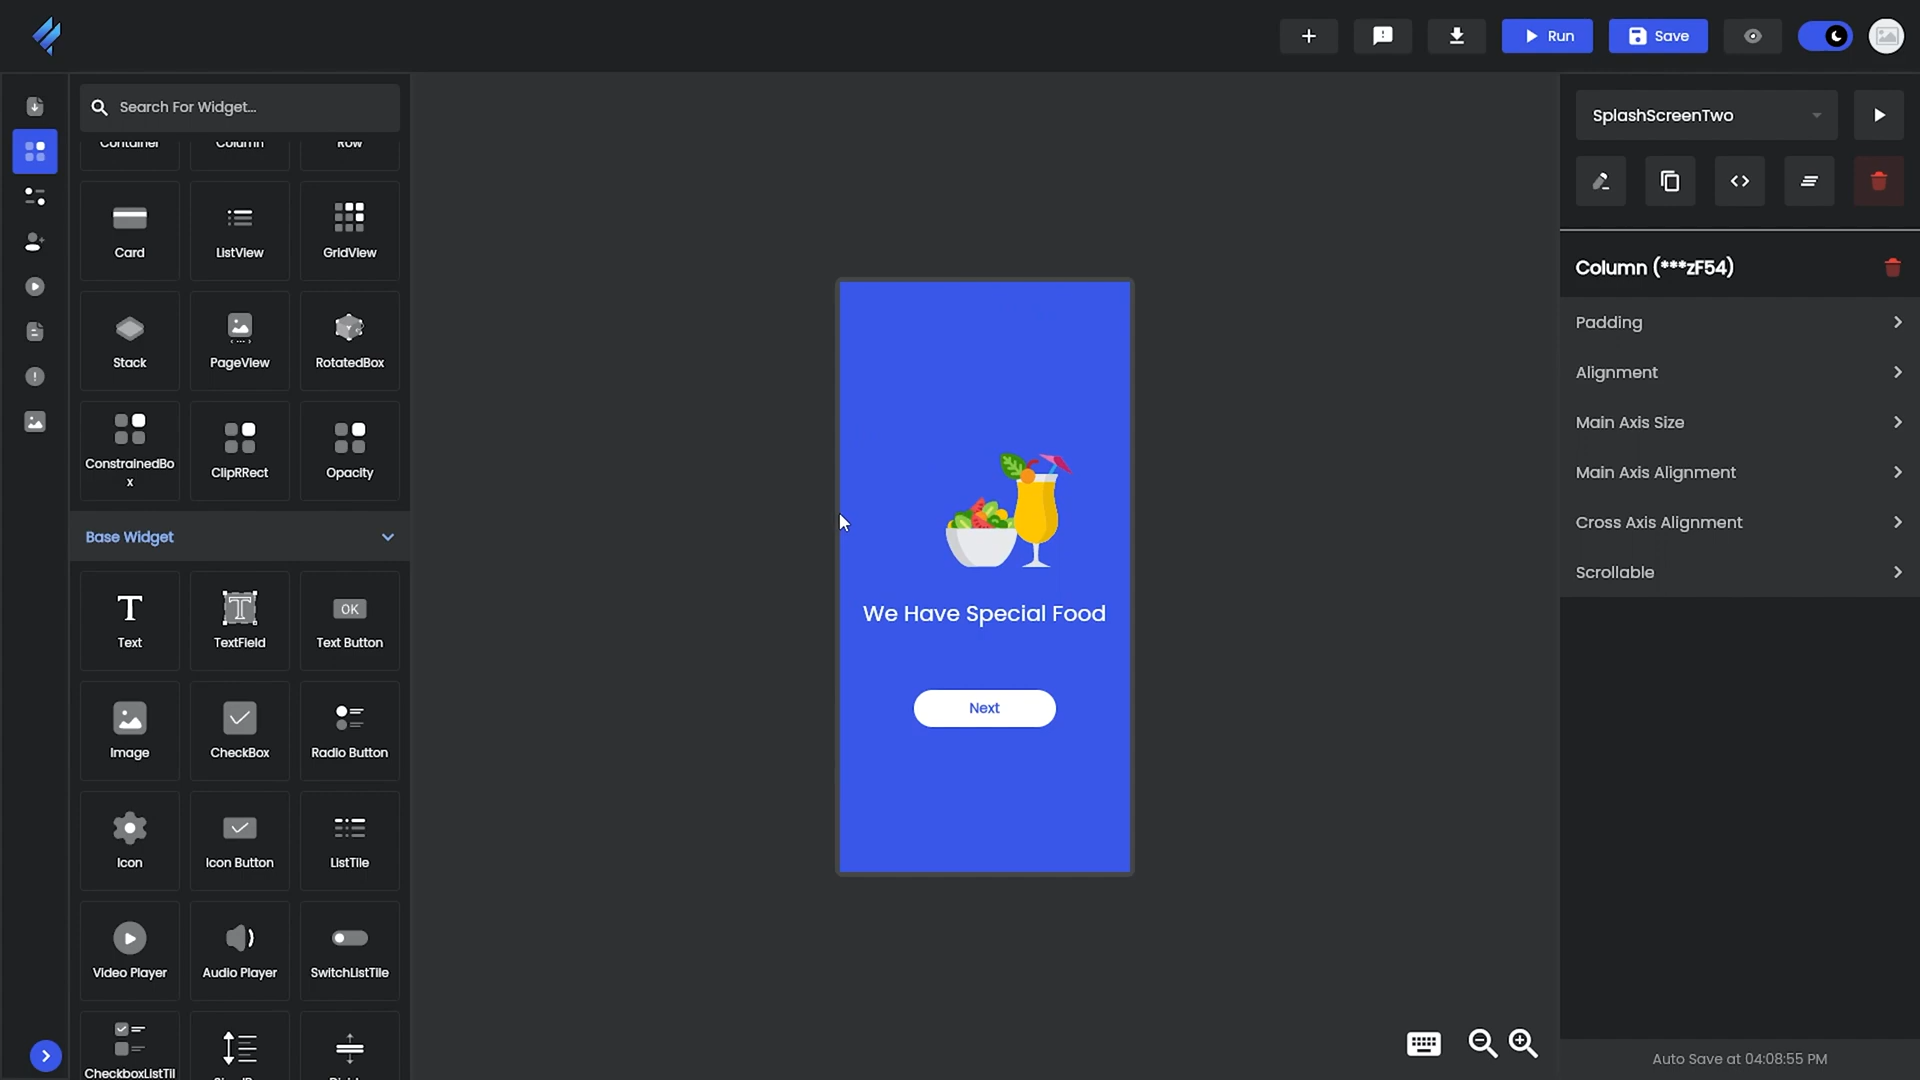 Run
Save
Search For Widget...
SplashScreenTwo
Container
Column
Row
Card
ListView
GridView
Column (***zF54)
Padding
Stack
PageView
RotatedBox
Alignment
Main Axis Size
ConstrainedBo
x
ClipRRect
Opacity
Main Axis Alignment
Cross Axis Alignment
Scrollable
Base Widget
T
Text
T
TextField
OK
Text Button
We Have Special Food
Next
Image
CheckBox
Radio Button
Icon
Icon Button
ListTile
Video Player
Audio Player
SwitchListTile
CheckboxListTil
Auto Save at 04:08:55 PM